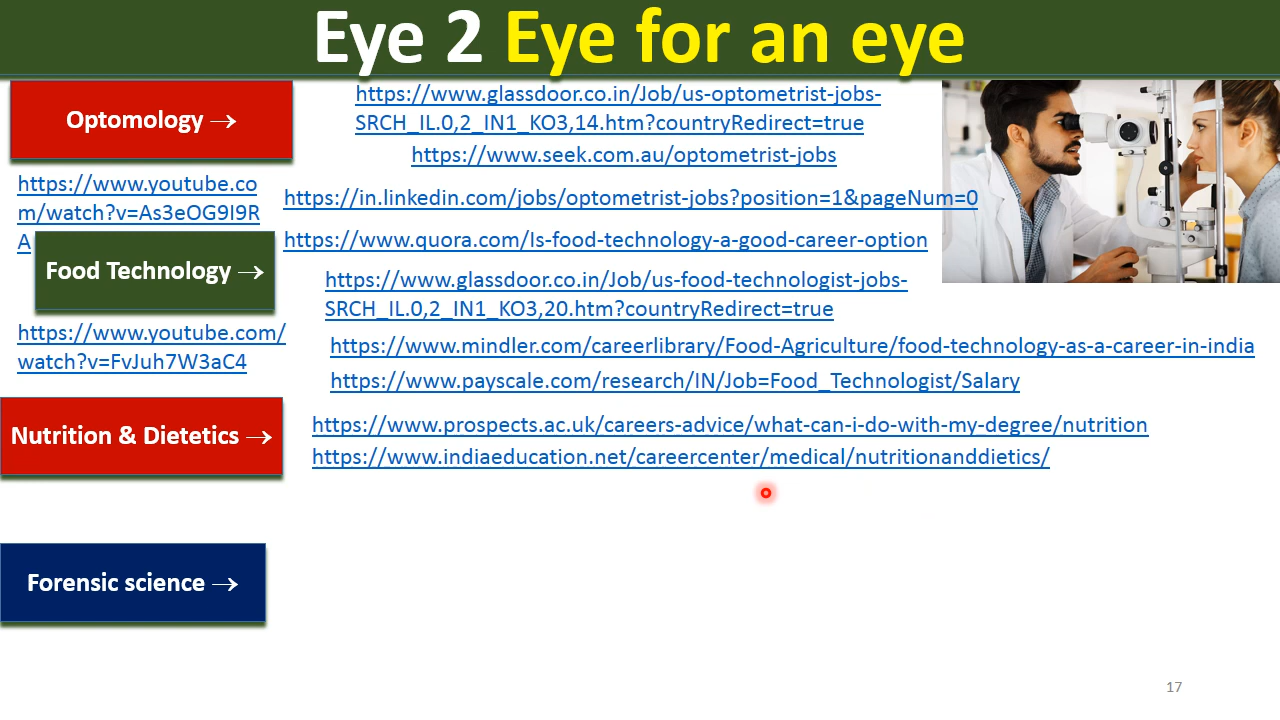 Eye 2 Eye for an eye
Optomology →
https://www.glassdoor.co.in/Job/us-optometrist-jobs-
SRCH_IL.0,2_IN1_KO3,14.htm?countryRedirect=true
https://www.seek.com.au/optometrist-jobs
https://www.youtube.co
m/watch?v=As3eOG9I9R
A
https://in.linkedin.com/jobs/optometrist-jobs?position=1&pageNum=0
Food Technology →
https://www.quora.com/Is-food-technology-a-good-career-option
https://www.glassdoor.co.in/Job/us-food-technologist-jobs-
SRCH_IL.0,2_IN1_KO3,20.htm?countryRedirect=true
https://www.youtube.com/
watch?v=FvJuh7W3aC4
https://www.mindler.com/careerlibrary/Food-Agriculture/food-technology-as-a-career-in-india
https://www.payscale.com/research/IN/Job=Food_Technologist/Salary
Nutrition & Dietetics →
https://www.prospects.ac.uk/careers-advice/what-can-i-do-with-my-degree/nutrition
https://www.indiaeducation.net/careercenter/medical/nutritionanddietics/
Forensic science →
17